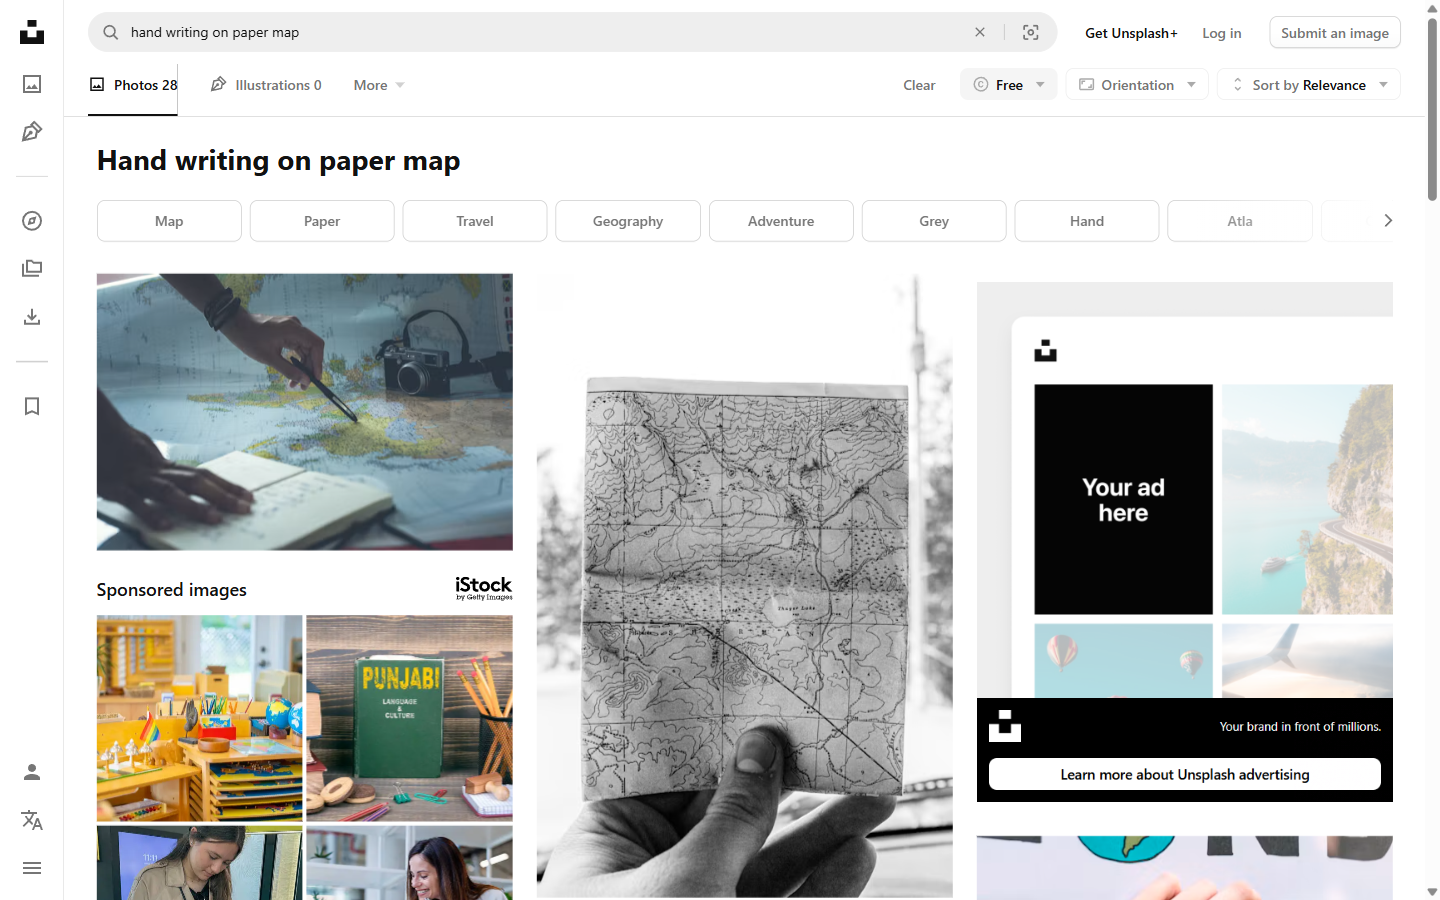 hand writing on paper map
Get Unsplash+
Log in
Submit an image
Photos 28
Illustrations 0
More
Clear
Free
Orientation
Sort by Relevance
Hand writing on paper map
Map
Paper
Travel
Geography
Adventure
Grey
Hand
Atla
Sponsored images
iStock
by Getty Images
PUNJABI
LANGUAGE
&
CULTURE
11:11
Your ad
here
Your brand in front of millions.
Learn more about Unsplash advertising